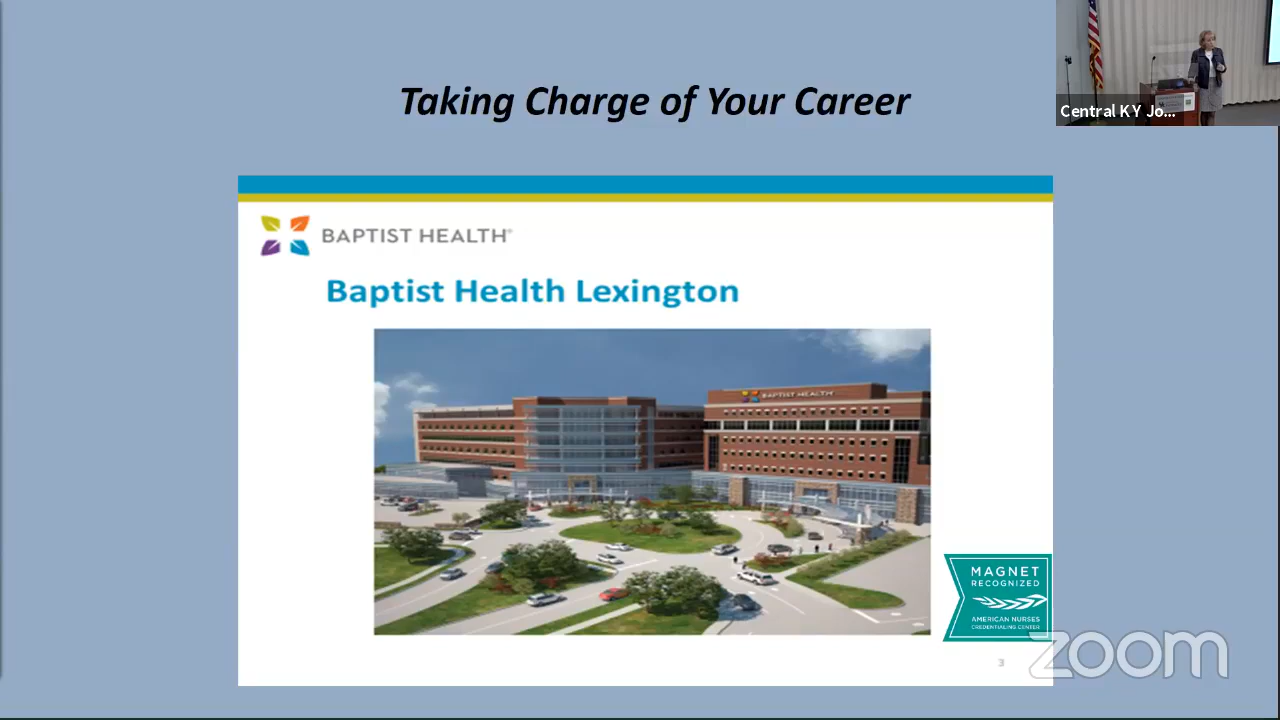 Taking Charge of Your Career
Central KY Jo...
BAPTIST HEALTH®
Baptist Health Lexington
BAPTIST HEALTH
MAGNET
RECOGNIZED
AMERICAN NURSES
CREDENTIALING CENTER
3
zoom